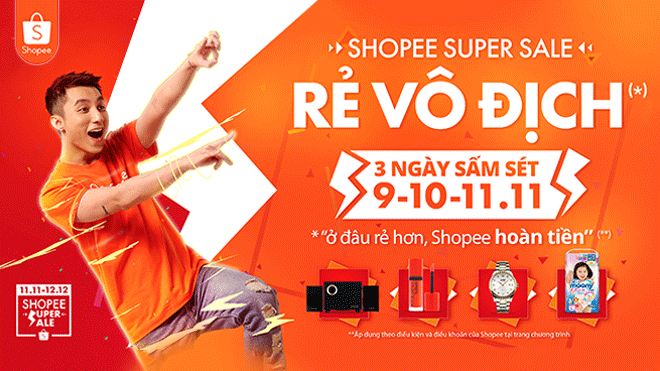 Shopee
SHOPEE SUPER SALE
RẺ VÔ ĐỊCH(*)
3 NGÀY SẤM SÉT
9-10-11.11
*"ở đâu rẻ hơn, Shopee hoàn tiền"(**)
moony
11.11-12.12
SHOPEE
SUPER
SALE
**Áp dụng theo điều kiện và điều khoản của Shopee tại trang chương trình